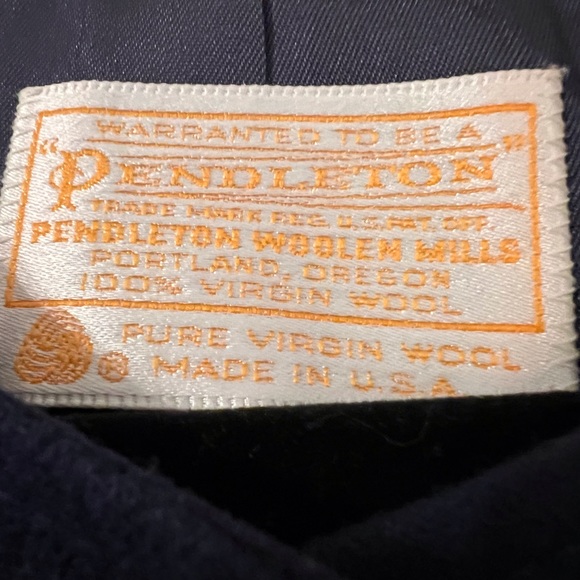 WARRANTED TO BE A
"PENDLETON"
TRADE MARK REG. U.S. PAT. OFF.
PENDLETON WOOLEN MILLS
PORTLAND, OREGON
100% VIRGIN WOOL
® PURE VIRGIN WOOL
MADE IN U.S.A.